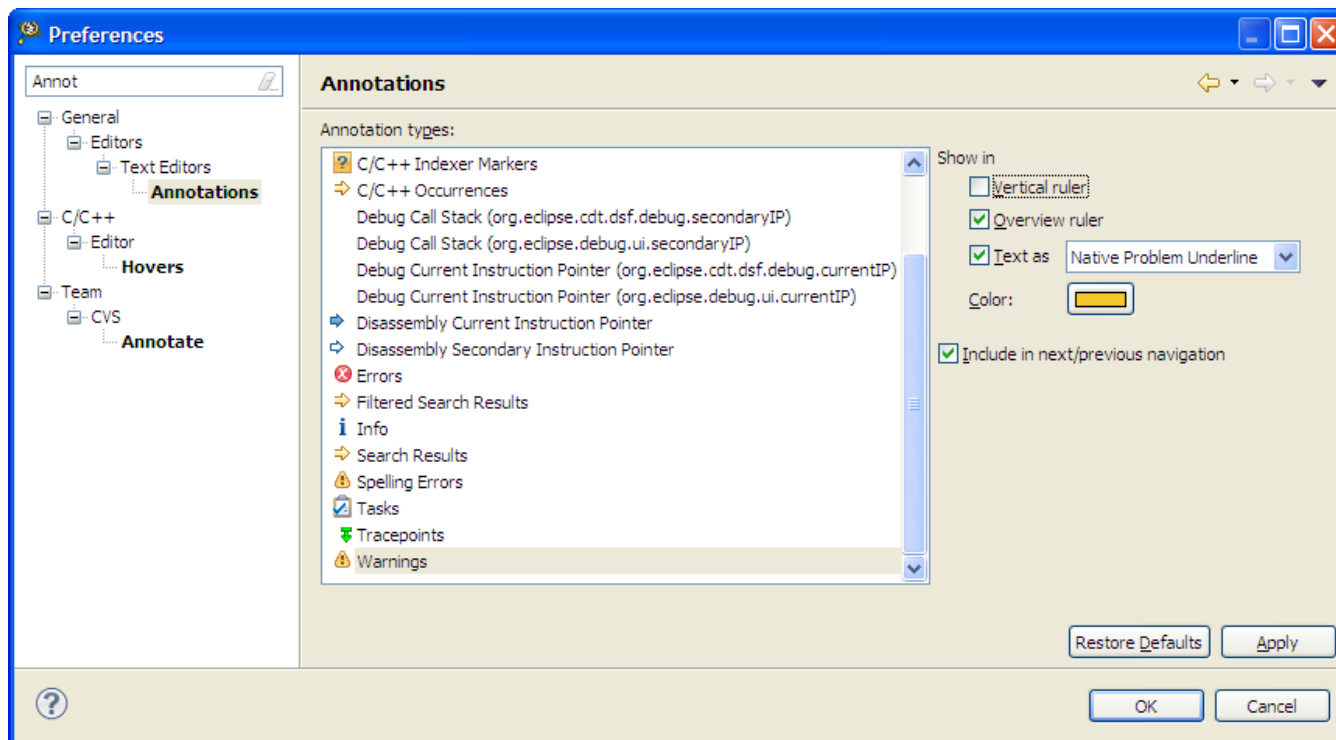 Preferences
Annot
General
Editors
Text Editors
Annotations
C/C++
Editor
Hovers
Team
CVS
Annotate
Annotations
Annotation types:
C/C++ Indexer Markers
C/C++ Occurrences
Debug Call Stack (org.eclipse.cdt.dsf.debug.secondaryIP)
Debug Call Stack (org.eclipse.debug.ui.secondaryIP)
Debug Current Instruction Pointer (org.eclipse.cdt.dsf.debug.currentIP)
Debug Current Instruction Pointer (org.eclipse.debug.ui.currentIP)
Disassembly Current Instruction Pointer
Disassembly Secondary Instruction Pointer
Errors
Filtered Search Results
Info
Search Results
Spelling Errors
Tasks
Tracepoints
Warnings
Show in
Vertical ruler
Overview ruler
Text as Native Problem Underline
Color:
Include in next/previous navigation
Restore Defaults Apply
OK Cancel